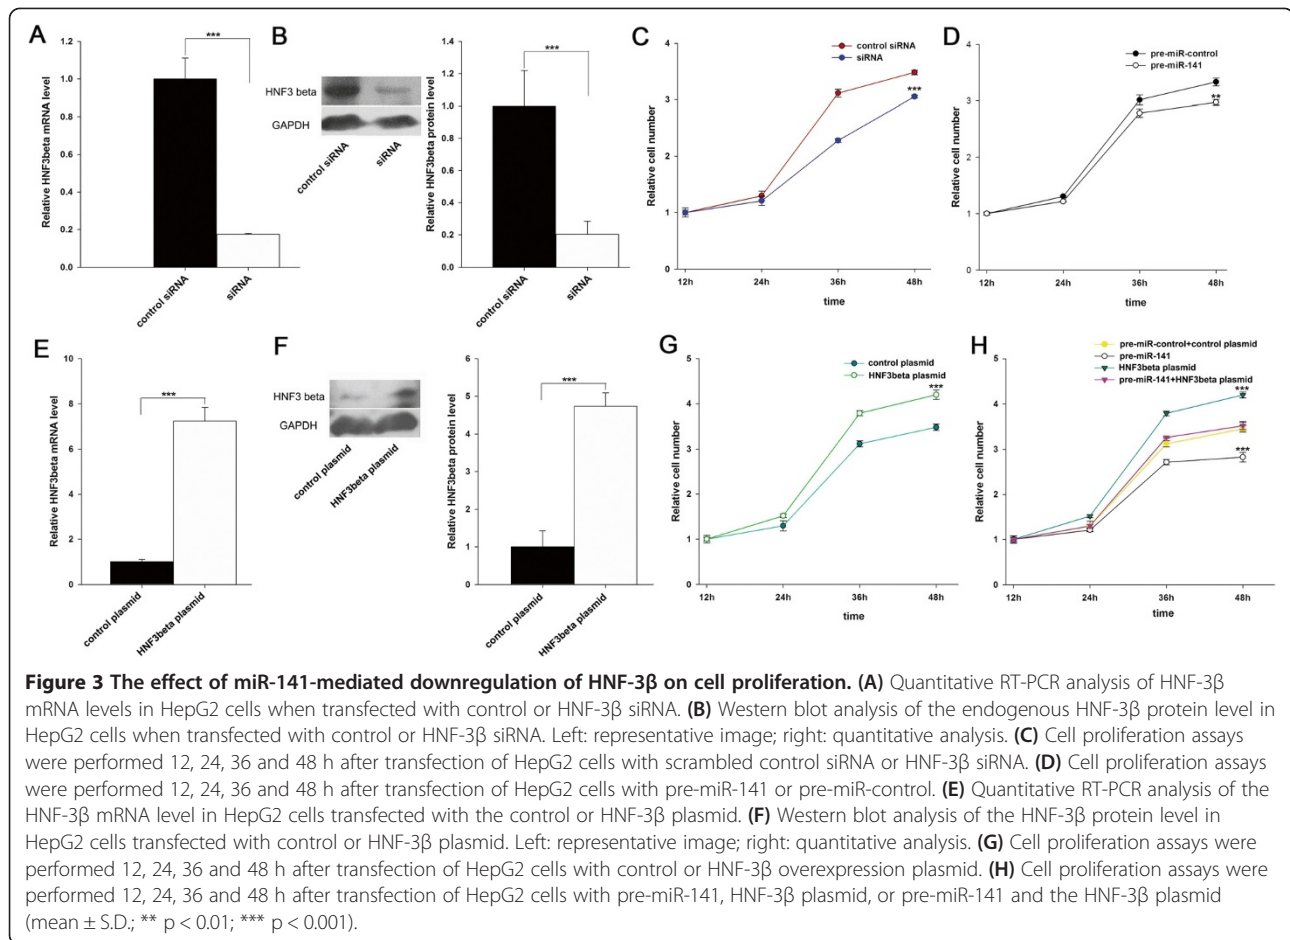 A
Relative HNF3beta mRNA level
1.2
1.0
0.8
0.6
0.4
0.2
0.0
***
control siRNA
siRNA
B
HNF3 beta
GAPDH
control siRNA
siRNA
Relative HNF3beta protein level
1.4
1.2
1.0
0.8
0.6
0.4
0.2
0.0
***
control siRNA
siRNA
C
control siRNA
siRNA
Relative cell number
4
3
2
1
0
***
12h
24h
36h
48h
time
D
pre-miR-control
pre-miR-141
Relative cell number
4
3
2
1
0
**
12h
24h
36h
48h
time
E
Relative HNF3beta mRNA level
10
8
6
4
2
0
***
control plasmid
HNF3beta plasmid
F
HNF3 beta
GAPDH
control plasmid
HNF3beta plasmid
Relative HNF3beta protein level
6
5
4
3
2
1
0
***
control plasmid
HNF3beta plasmid
G
control plasmid
HNF3beta plasmid
Relative cell number
5
4
3
2
1
0
***
12h
24h
36h
48h
time
H
pre-miR-control+control plasmid
pre-miR-141
HNF3beta plasmid
pre-miR-141+HNF3beta plasmid
Relative cell number
5
4
3
2
1
0
***
***
12h
24h
36h
48h
time
Figure 3 The effect of miR-141-mediated downregulation of HNF-3β on cell proliferation. (A) Quantitative RT-PCR analysis of HNF-3β
mRNA levels in HepG2 cells when transfected with control or HNF-3β siRNA. (B) Western blot analysis of the endogenous HNF-3β protein level in
HepG2 cells when transfected with control or HNF-3β siRNA. Left: representative image; right: quantitative analysis. (C) Cell proliferation assays
were performed 12, 24, 36 and 48 h after transfection of HepG2 cells with scrambled control siRNA or HNF-3β siRNA. (D) Cell proliferation assays
were performed 12, 24, 36 and 48 h after transfection of HepG2 cells with pre-miR-141 or pre-miR-control. (E) Quantitative RT-PCR analysis of the
HNF-3β mRNA level in HepG2 cells transfected with the control or HNF-3β plasmid. (F) Western blot analysis of the HNF-3β protein level in
HepG2 cells transfected with control or HNF-3β plasmid. Left: representative image; right: quantitative analysis. (G) Cell proliferation assays were
performed 12, 24, 36 and 48 h after transfection of HepG2 cells with control or HNF-3β overexpression plasmid. (H) Cell proliferation assays were
performed 12, 24, 36 and 48 h after transfection of HepG2 cells with pre-miR-141, HNF-3β plasmid, or pre-miR-141 and the HNF-3β plasmid
(mean ± S.D.; ** p < 0.01; *** p < 0.001).